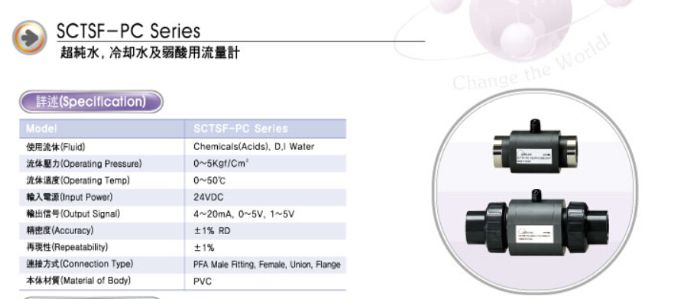 SCTSF-PC Series
超純水, 冷却水及弱酸用流量計
Change the World!
詳述(Specification)
Model SCTSF-PC Series
使用流体(Fluid) Chemicals(Acids), D.I Water
流体壓力(Operating Pressure) 0~5Kgf/Cm²
流体溫度(Operating Temp) 0~50℃
輸入電源(Input Power) 24VDC
輸出信号(Output Signal) 4~20mA, 0~5V, 1~5V
精密度(Accuracy) ±1% RD
再現性(Repeatability) ±1%
連接方式(Connection Type) PFA Male Fitting, Female, Union, Flange
本体材質(Material of Body) PVC